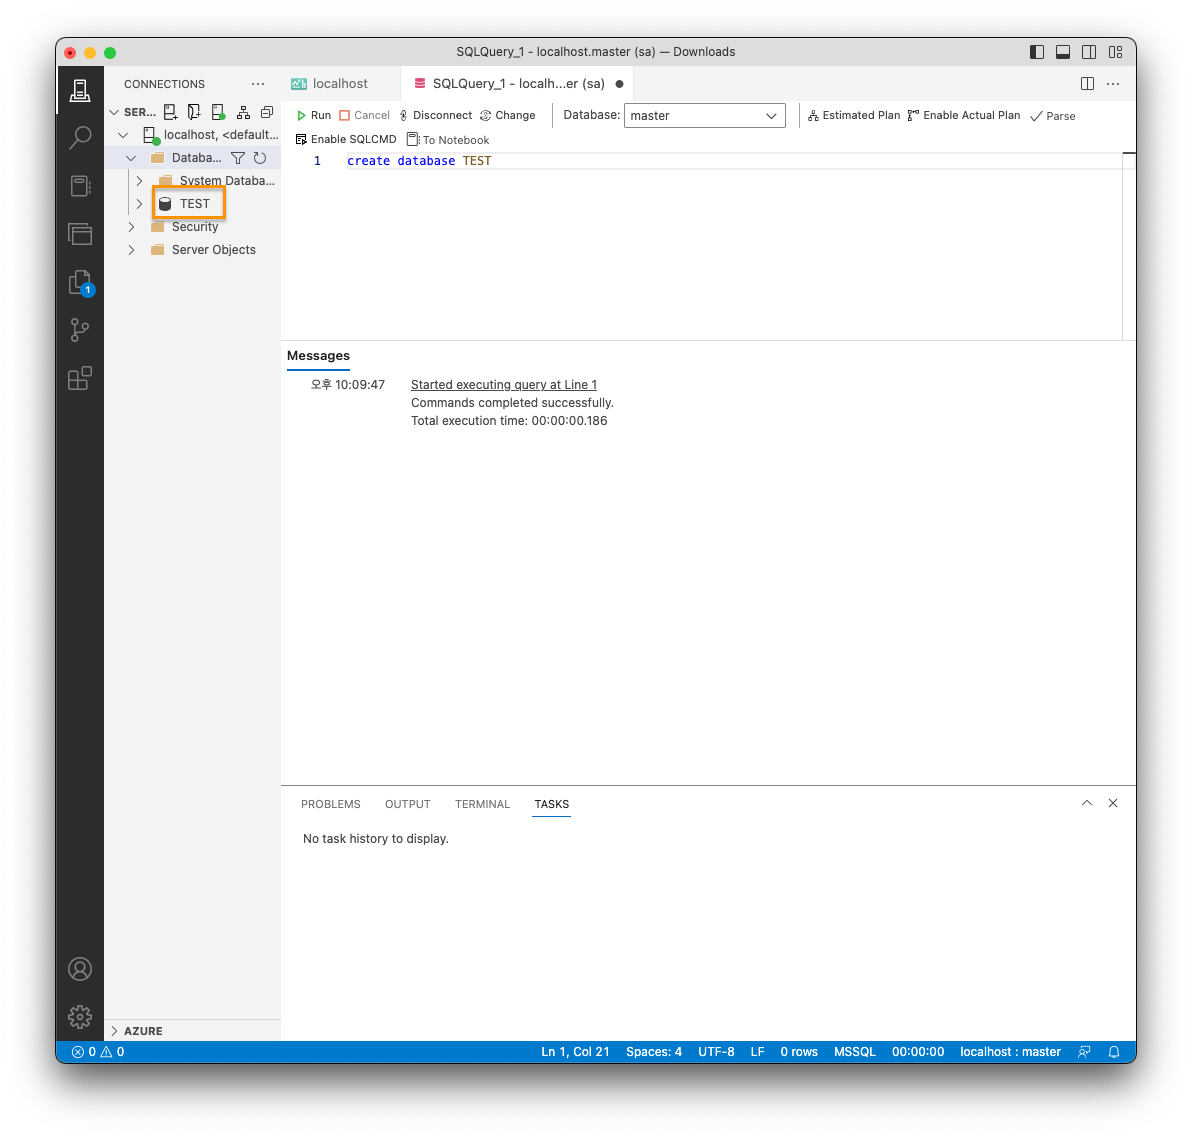 SQLQuery_1 - localhost.master (sa) — Downloads
CONNECTIONS
localhost
SQLQuery_1 - localh...er (sa)
SER...
Run
Cancel
Disconnect
Change
Database:
master
Estimated Plan
Enable Actual Plan
Parse
Enable SQLCMD
To Notebook
localhost, <default...
Databa...
System Databa...
TEST
Security
Server Objects
1 create database TEST
1
Messages
오후 10:09:47 Started executing query at Line 1
Commands completed successfully.
Total execution time: 00:00:00.186
PROBLEMS OUTPUT TERMINAL TASKS
No task history to display.
AZURE
0 0 Ln 1, Col 21 Spaces: 4 UTF-8 LF 0 rows MSSQL 00:00:00 localhost : master